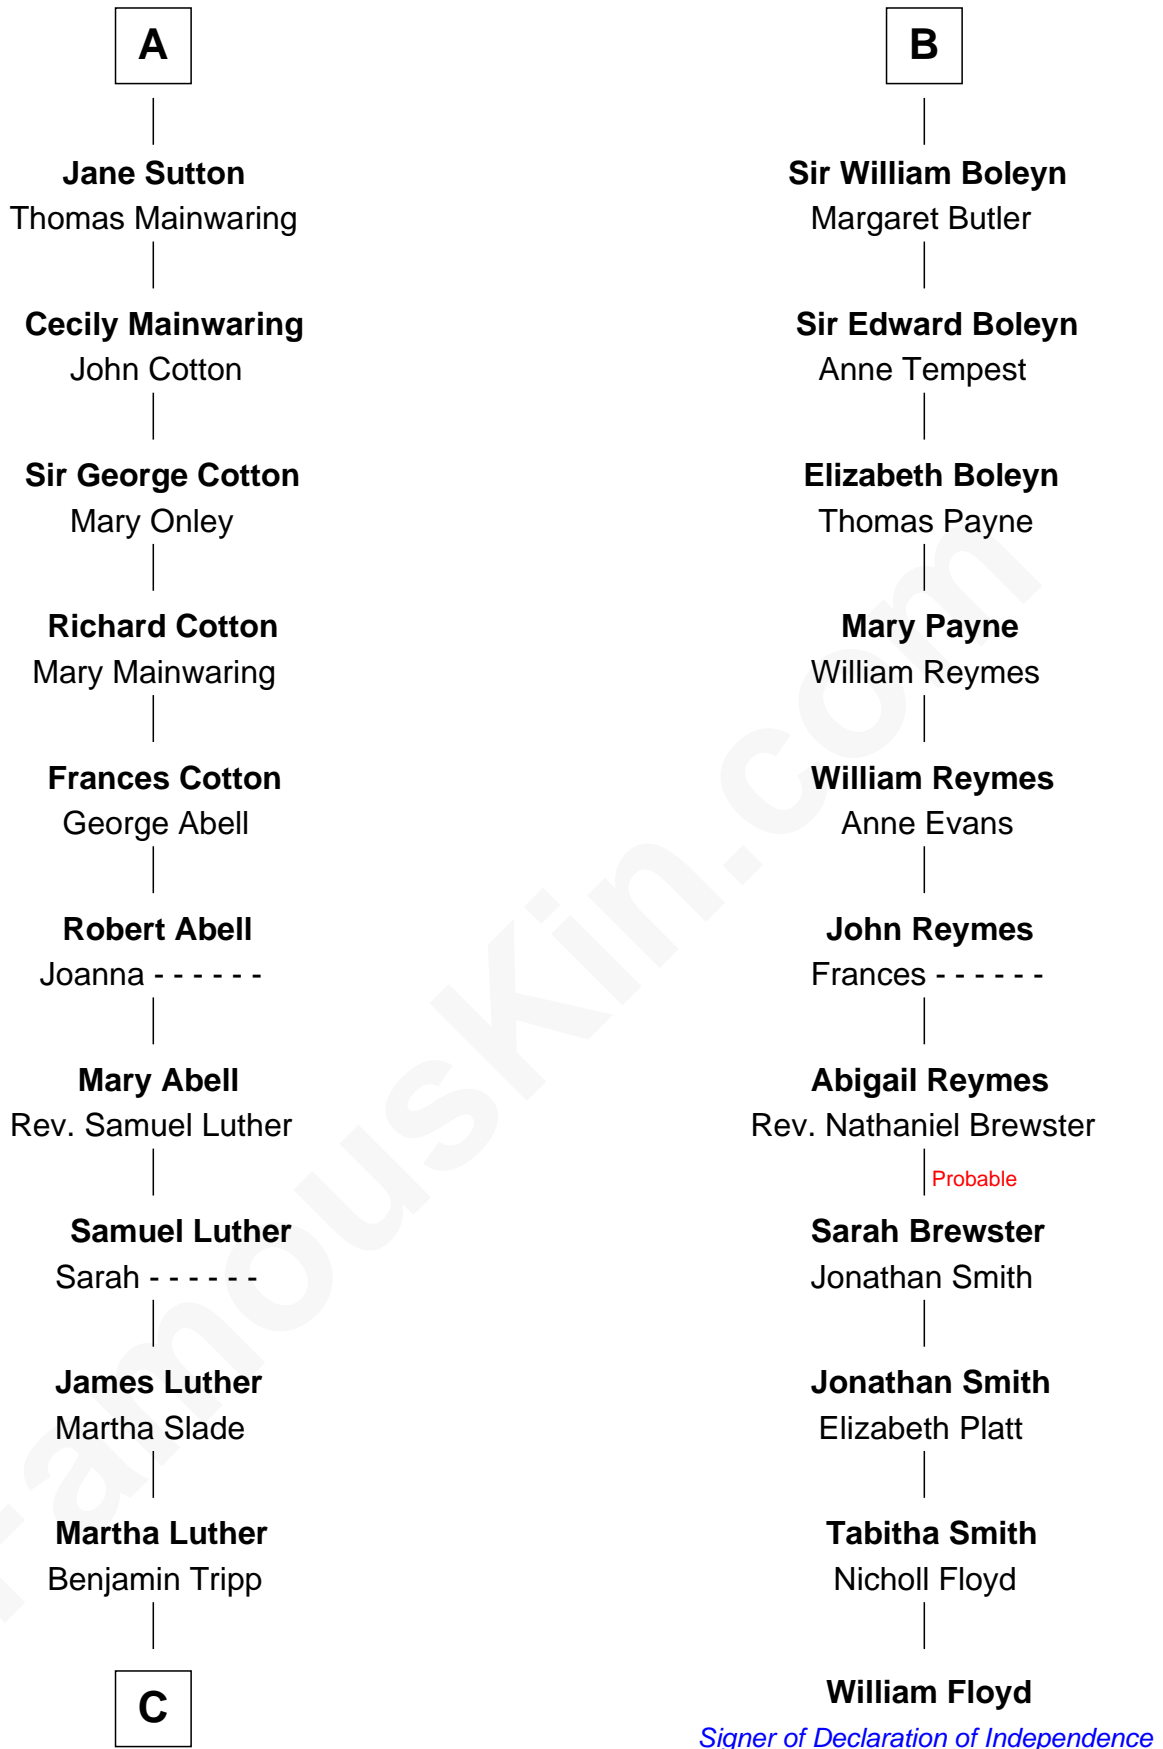 A
Jane Sutton
Thomas Mainwaring
Cecily Mainwaring
John Cotton
Sir George Cotton
Mary Onley
Richard Cotton
Mary Mainwaring
Frances Cotton
George Abell
Robert Abell
Joanna - - - - - -
Mary Abell
Rev. Samuel Luther
Samuel Luther
Sarah - - - - - -
James Luther
Martha Slade
Martha Luther
Benjamin Tripp
C
B
Sir William Boleyn
Margaret Butler
Sir Edward Boleyn
Anne Tempest
Elizabeth Boleyn
Thomas Payne
Mary Payne
William Reymes
William Reymes
Anne Evans
John Reymes
Frances - - - - - -
Abigail Reymes
Rev. Nathaniel Brewster
Probable
Sarah Brewster
Jonathan Smith
Jonathan Smith
Elizabeth Platt
Tabitha Smith
Nicholl Floyd
William Floyd
Signer of Declaration of Independence
FamousKin.com